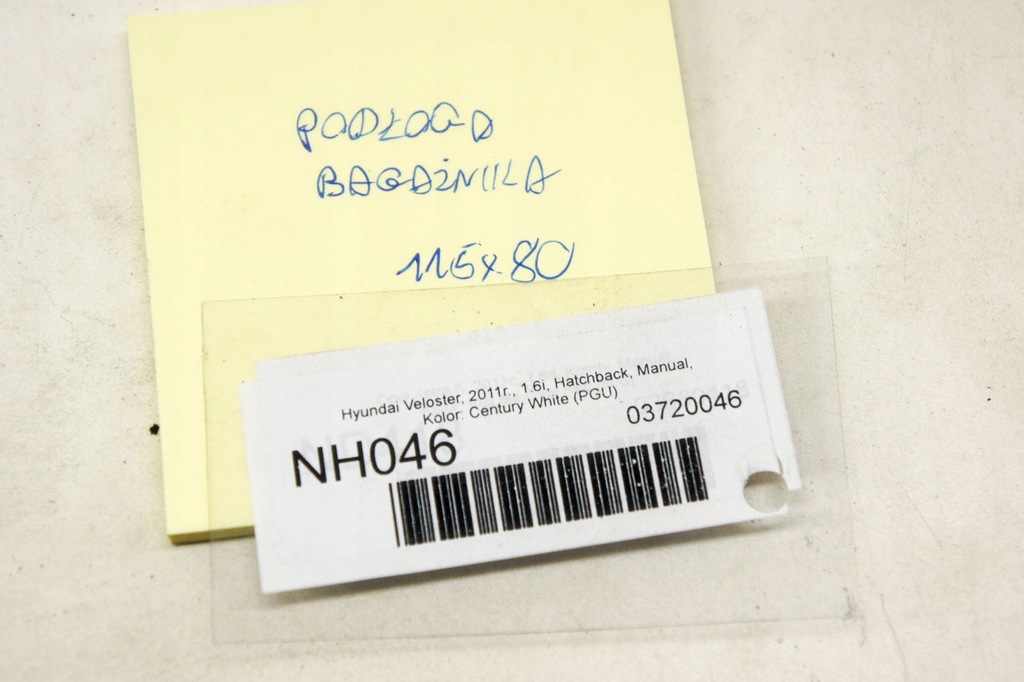 PODŁOGA
BAGAŻNIKA
115x80
Hyundai Veloster, 2011r., 1.6i, Hatchback, Manual,
Kolor: Century White (PGU)
03720046
NH046